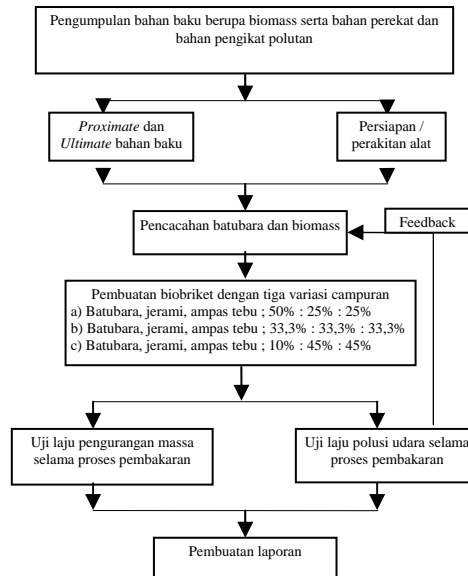 Pengumpulan bahan baku berupa biomass serta bahan perekat dan
bahan pengikat polutan
Proximate dan
Ultimate bahan baku
Persiapan /
perakitan alat
Pencacahan batubara dan biomass
Feedback
Pembuatan biobriket dengan tiga variasi campuran
a) Batubara, jerami, ampas tebu ; 50% : 25% : 25%
b) Batubara, jerami, ampas tebu ; 33,3% : 33,3% : 33,3%
c) Batubara, jerami, ampas tebu ; 10% : 45% : 45%
Uji laju pengurangan massa
selama proses pembakaran
Uji laju polusi udara selama
proses pembakaran
Pembuatan laporan